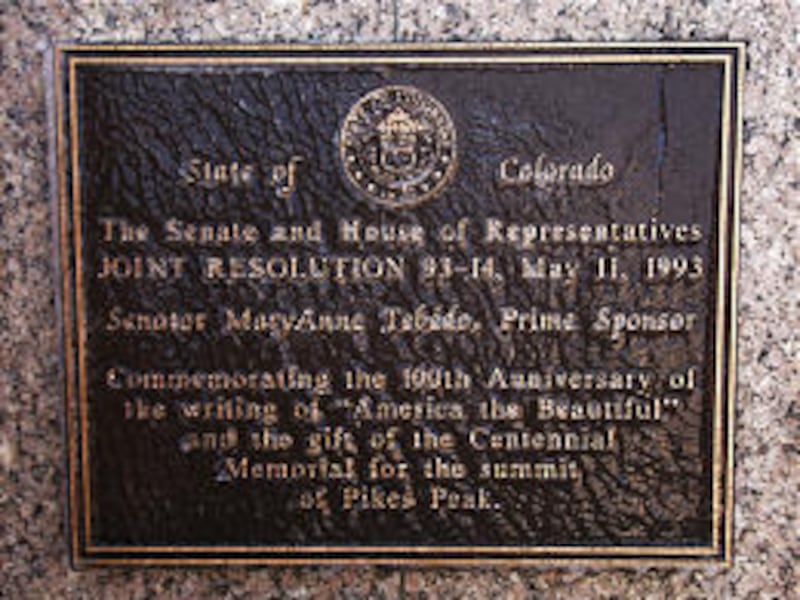 State of Colorado
The Senate and House of Representatives
JOINT RESOLUTION 93-14, May 11, 1993
Senator MaryAnne Tebedo, Prime Sponsor
Commemorating the 100th Anniversary of
the writing of "America the Beautiful"
and the gift of the Centennial
Memorial for the summit
of Pikes Peak.